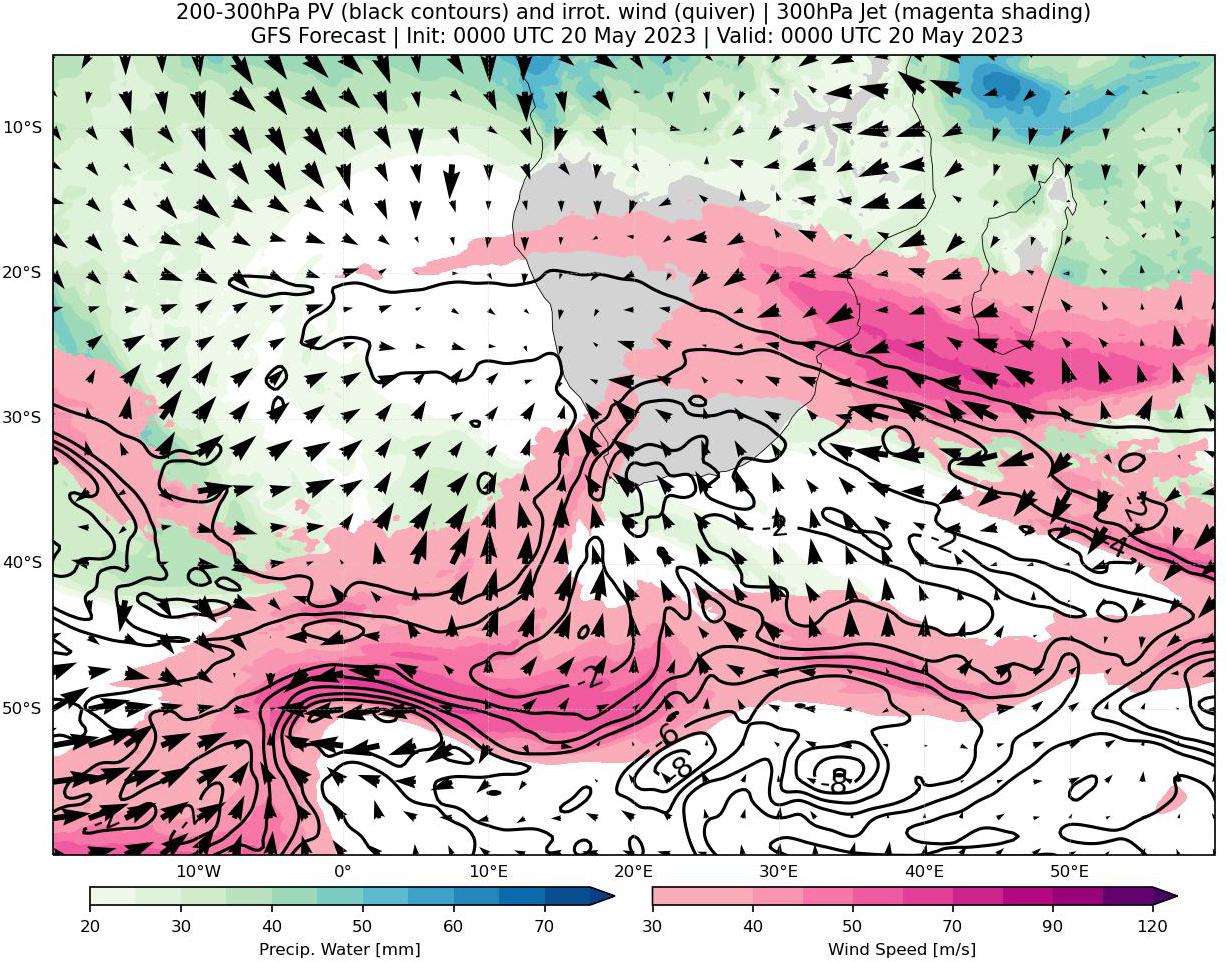 200-300hPa PV (black contours) and irrot. wind (quiver) | 300hPa Jet (magenta shading)
GFS Forecast | Init: 0000 UTC 20 May 2023 | Valid: 0000 UTC 20 May 2023
10°S
20°S
30°S
40°S
50°S
-2
-2
-2
-4
-2
-6
-8
-8
-2
10°W 0° 10°E 20°E 30°E 40°E 50°E
20 30 40 50 60 70
30 40 50 70 90 120
Precip. Water [mm]
Wind Speed [m/s]